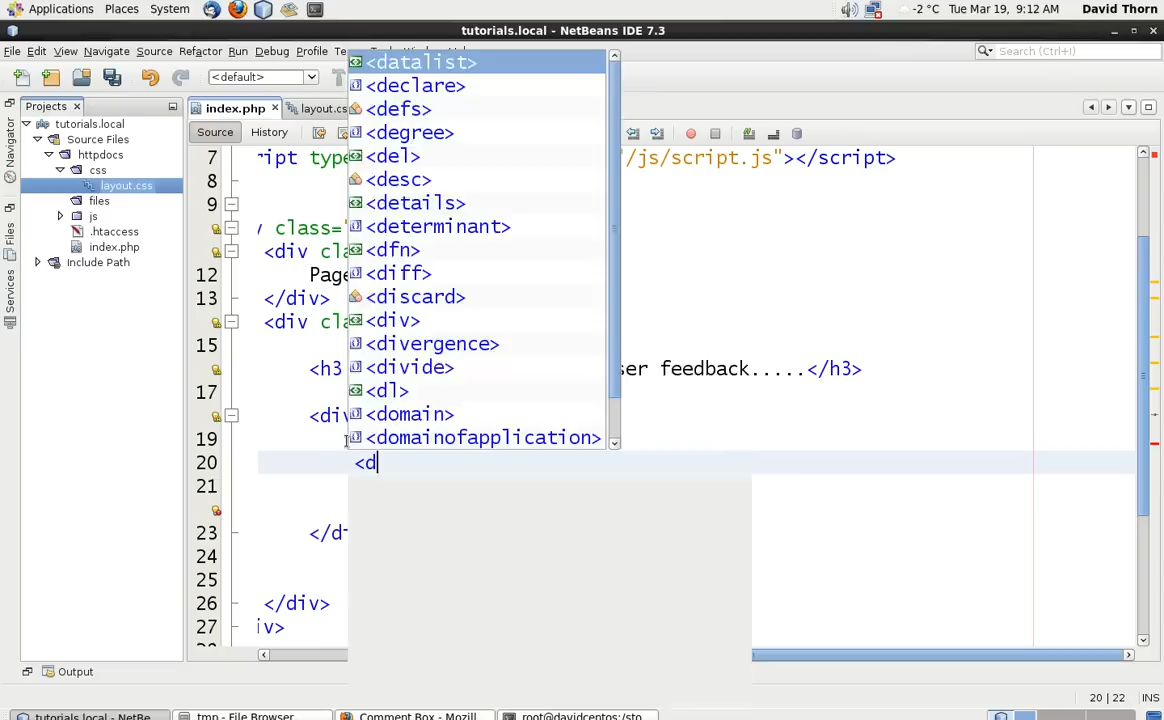 Applications Places System -2 °C Tue Mar 19, 9:12 AM David Thorn
tutorials.local - NetBeans IDE 7.3
File Edit View Navigate Source Refactor Run Debug Profile
<default> Search (Ctrl+I)
Projects index.php layout.cs
tutorials.local
Source Files
httpdocs
css
layout.css
files
js
.htaccess
index.php
Include Path
Navigator
Files
Services
Source History
7 ript type /js/script.js"></script>
8
9
class="
<div cla
12 Page
13 </div>
<div cla
15
<h3 ser feedback.....</h3>
17
<div
19
20 <d
21
23 </d
24
25
26 </div>
27 iv>
28
<datalist>
<declare>
<defs>
<degree>
<del>
<desc>
<details>
<determinant>
<dfn>
<diff>
<discard>
<div>
<divergence>
<divide>
<dl>
<domain>
<domainofapplication>
Output
20 | 22 INS
tutorials.local - NetBe... tmp - File Browser Comment Box - Mozill... root@davidcentos:/sto...